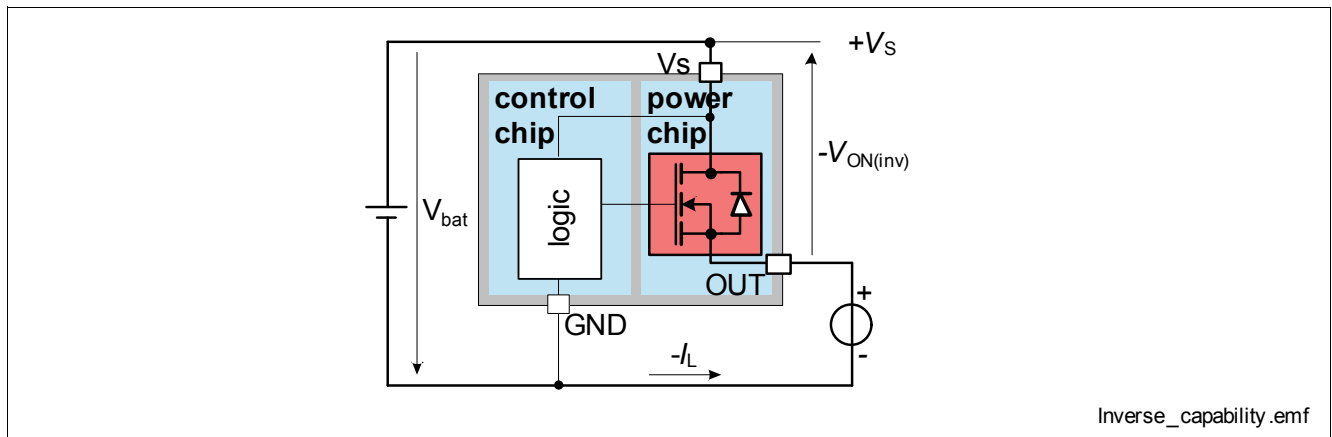 +VS
Vs
control chip
power chip
-VON(inv)
Vbat
logic
OUT
+
-
GND
-IL
Inverse_capability.emf